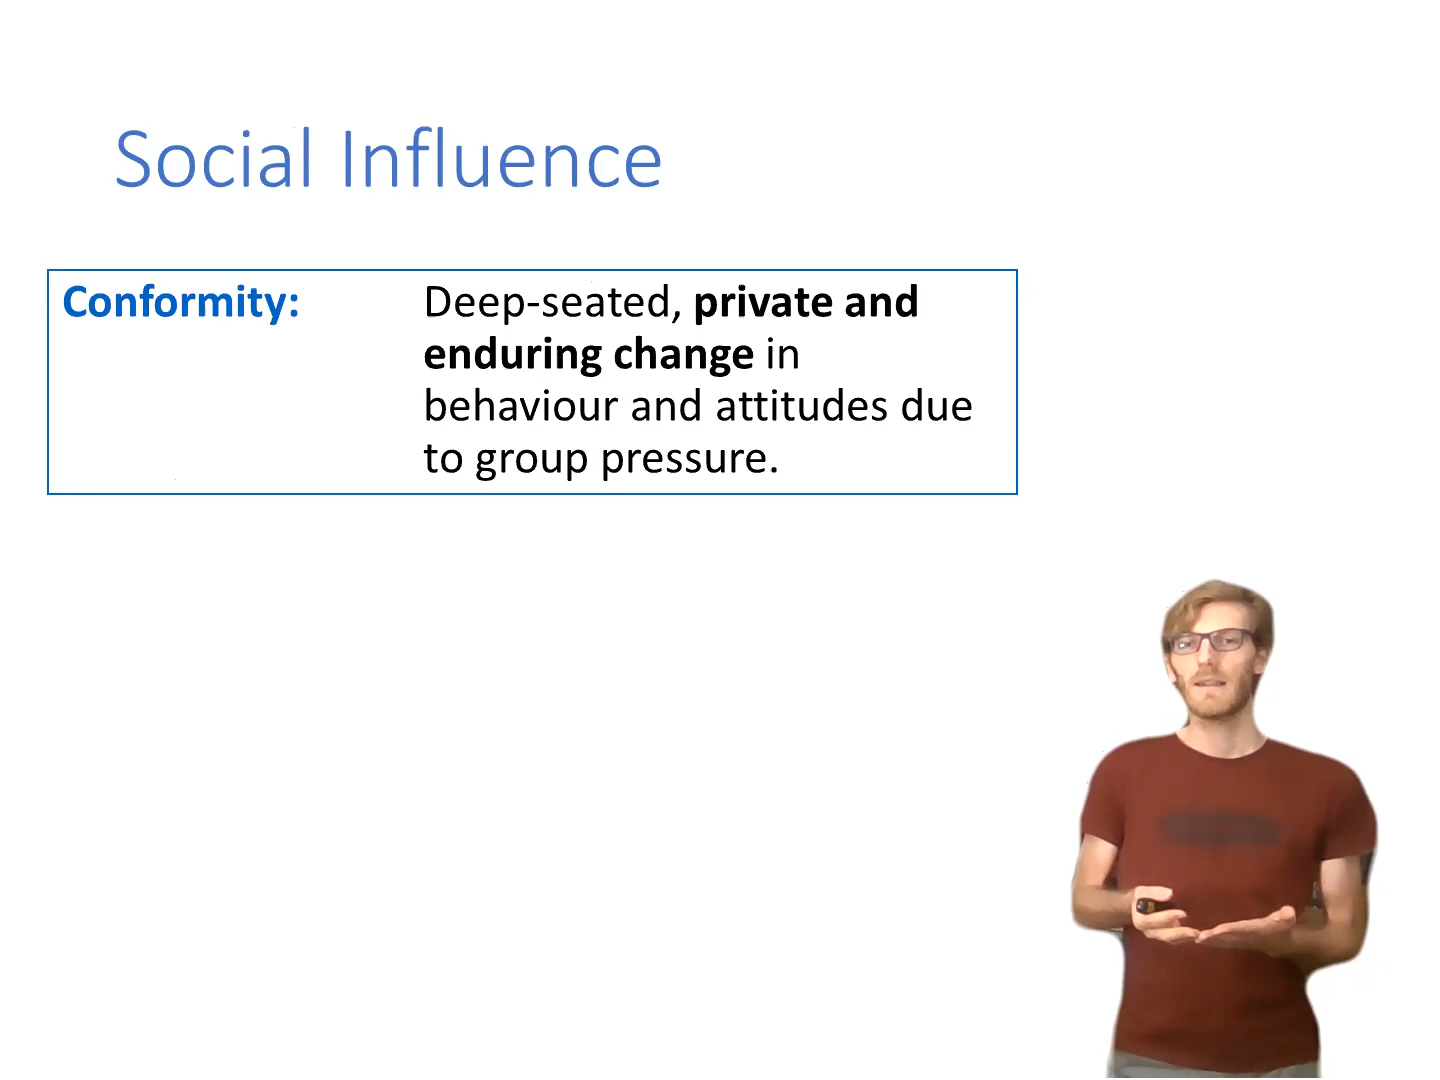 Social Influence
Conformity: Deep-seated, private and
enduring change in
behaviour and attitudes due
to group pressure.